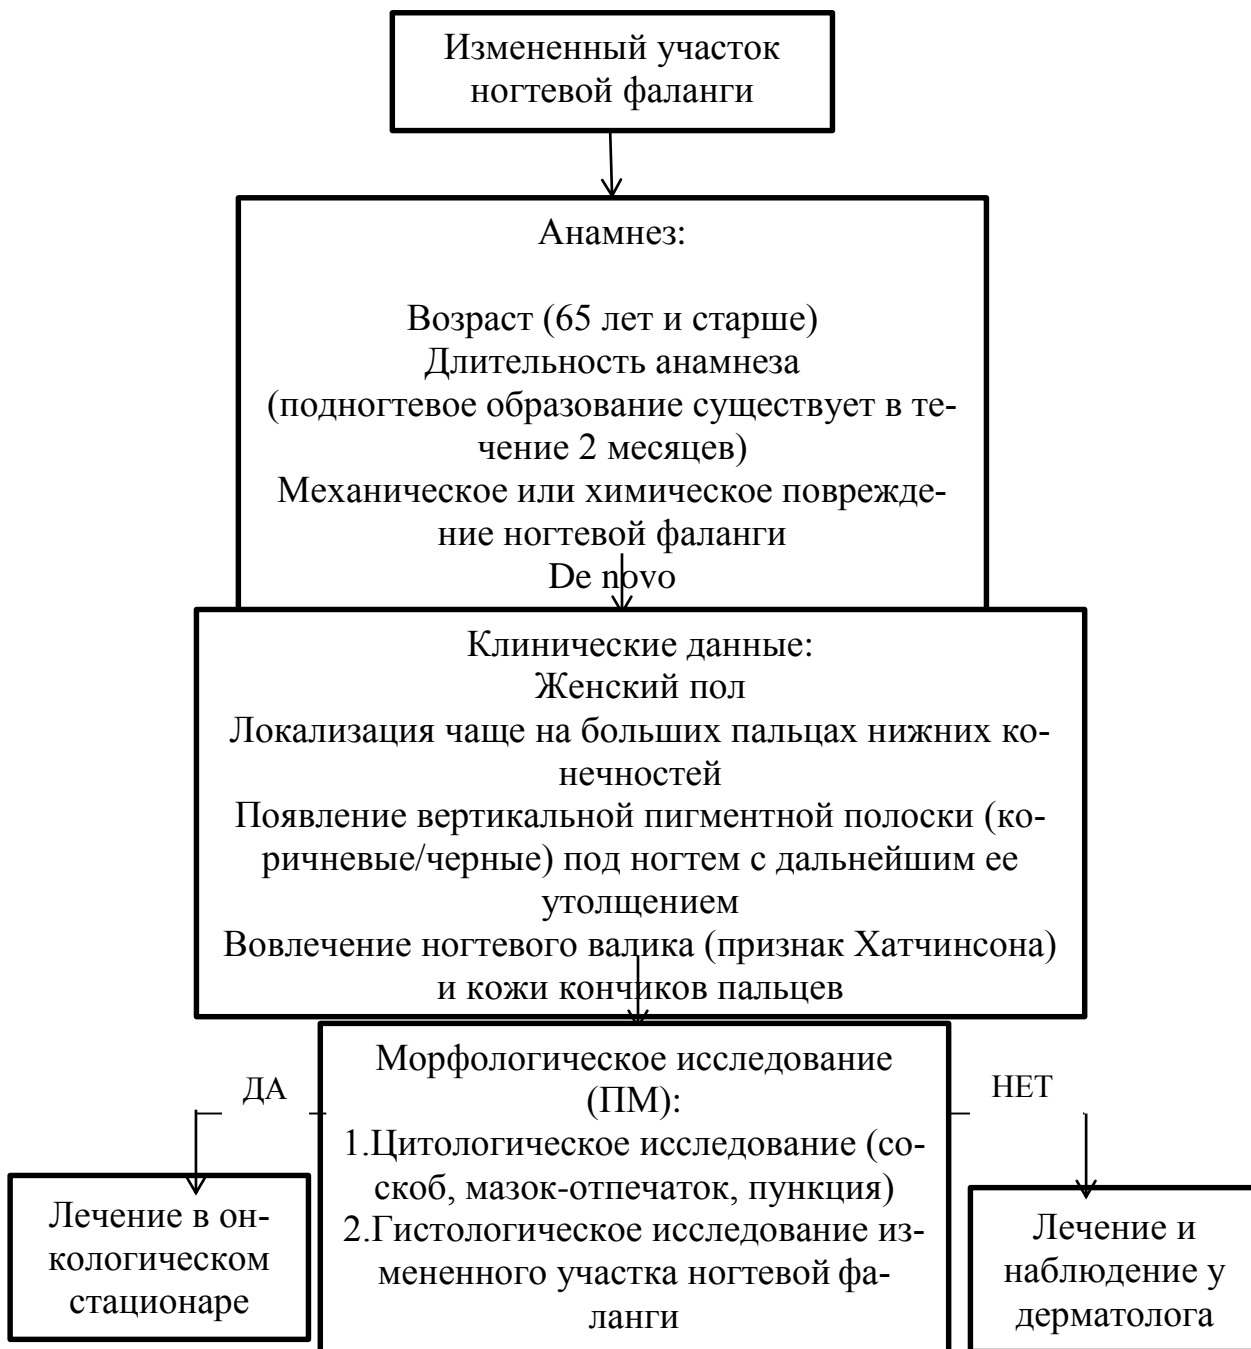 Измененный участок
ногтевой фаланги
Анамнез:
Возраст (65 лет и старше)
Длительность анамнеза
(подногтевое образование существует в те-
чение 2 месяцев)
Механическое или химическое поврежде-
ние ногтевой фаланги
De novo
Клинические данные:
Женский пол
Локализация чаще на больших пальцах нижних ко-
нечностей
Появление вертикальной пигментной полоски (ко-
ричневые/черные) под ногтем с дальнейшим ее
утолщением
Вовлечение ногтевого валика (признак Хатчинсона)
и кожи кончиков пальцев
Морфологическое исследование
(ПМ):
1.Цитологическое исследование (со-
скоб, мазок-отпечаток, пункция)
2.Гистологическое исследование из-
мененного участка ногтевой фа-
ланги
ДА
Лечение в он-
кологическом
стационаре
НЕТ
Лечение и
наблюдение у
дерматолога